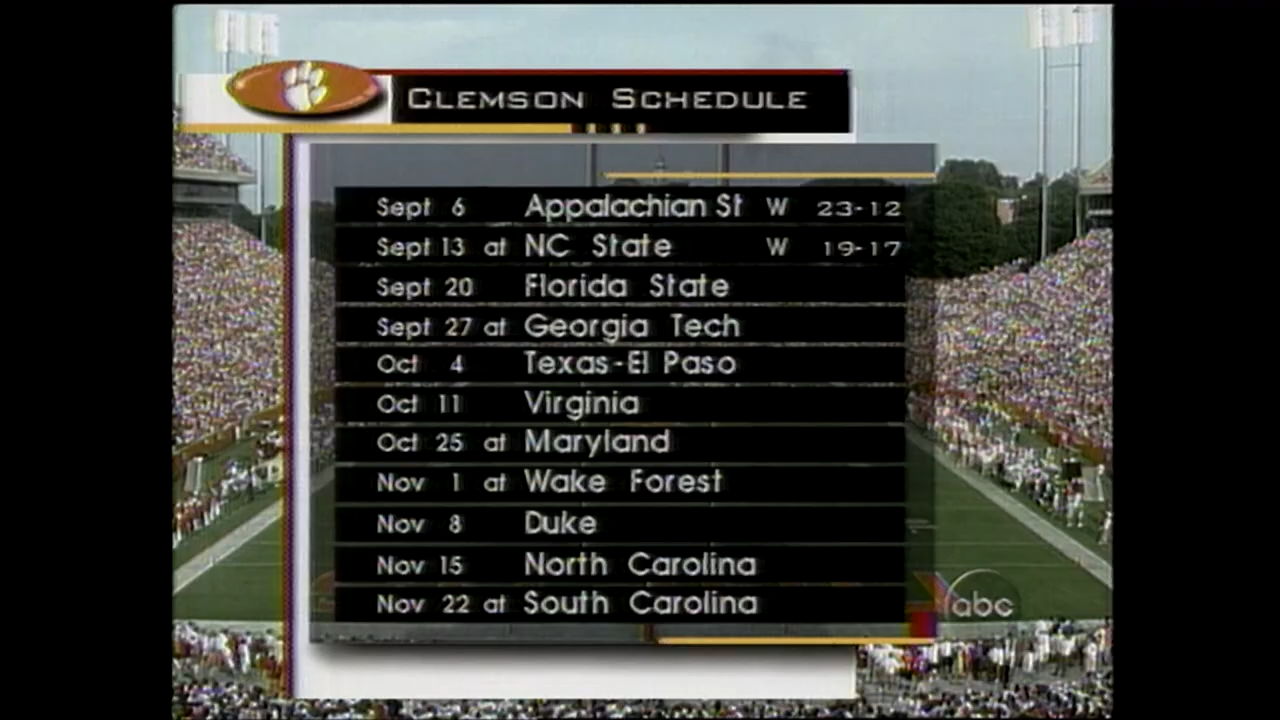 CLEMSON SCHEDULE
Sept 6 Appalachian St W 23-12
Sept 13 at NC State W 19-17
Sept 20 Florida State
Sept 27 at Georgia Tech
Oct 4 Texas-El Paso
Oct 11 Virginia
Oct 25 at Maryland
Nov 1 at Wake Forest
Nov 8 Duke
Nov 15 North Carolina
Nov 22 at South Carolina
abc